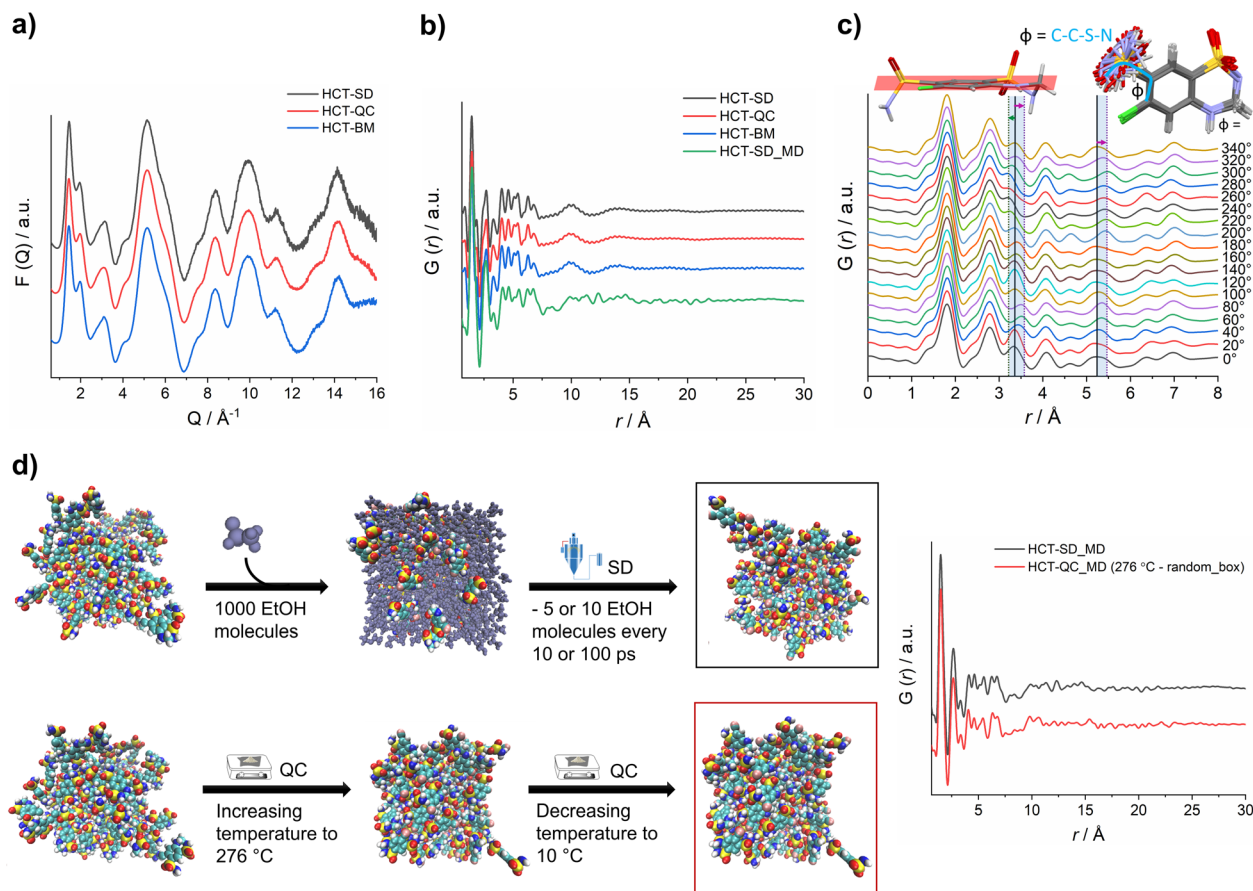 a)
HCT-SD
HCT-QC
HCT-BM
F (Q) / a.u.
2 4 6 8 10 12 14 16
Q / Å⁻¹
b)
HCT-SD
HCT-QC
HCT-BM
HCT-SD_MD
G (r) / a.u.
5 10 15 20 25 30
r / Å
c)
ϕ = C-C-S-N
ϕ
ϕ =
340°
320°
300°
280°
260°
240°
220°
200°
180°
160°
140°
120°
100°
80°
60°
40°
20°
0°
G (r) / a.u.
0 1 2 3 4 5 6 7 8
r / Å
d)
1000 EtOH
molecules
SD
- 5 or 10 EtOH
molecules every
10 or 100 ps
QC
Increasing
temperature to
276 °C
QC
Decreasing
temperature to
10 °C
HCT-SD_MD
HCT-QC_MD (276 °C - random_box)
G (r) / a.u.
5 10 15 20 25 30
r / Å